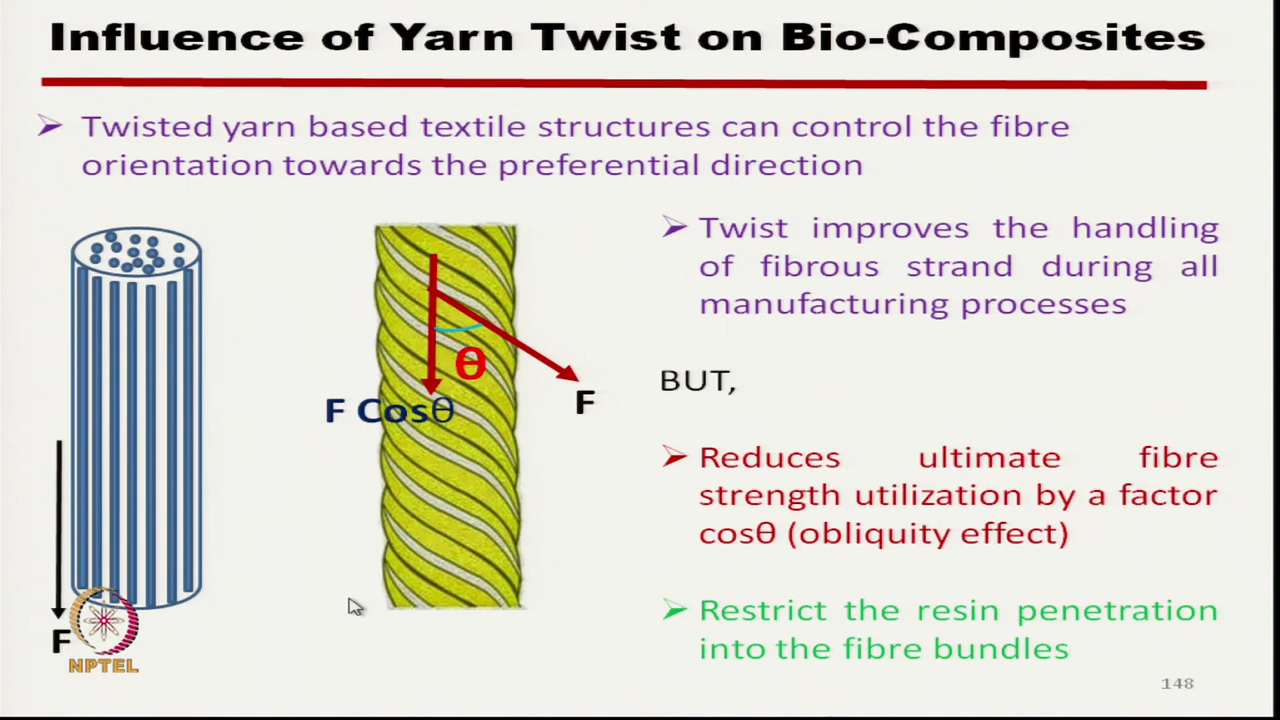 Influence of Yarn Twist on Bio-Composites
➢ Twisted yarn based textile structures can control the fibre
orientation towards the preferential direction
➢ Twist improves the handling
of fibrous strand during all
manufacturing processes
θ
F Cosθ
F
BUT,
➢ Reduces ultimate fibre
strength utilization by a factor
cosθ (obliquity effect)
➢ Restrict the resin penetration
into the fibre bundles
F
NPTEL
148